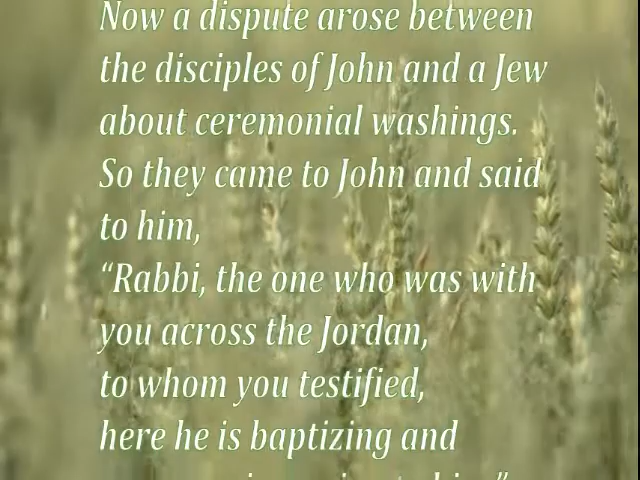 Now a dispute arose between
the disciples of John and a Jew
about ceremonial washings.
So they came to John and said
to him,
“Rabbi, the one who was with
you across the Jordan,
to whom you testified,
here he is baptizing and